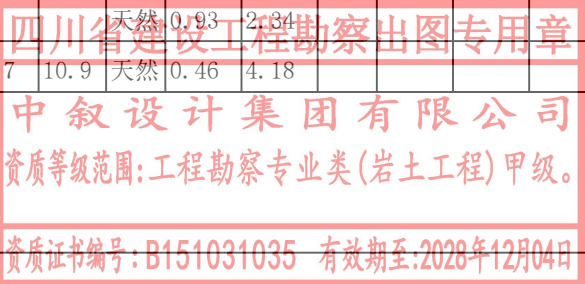 天然 0.93 2.34
四川省建设工程勘察出图专用章
7 10.9 天然 0.46 4.18
中叙设计集团有限公司
资质等级范围:工程勘察专业类(岩土工程)甲级。
资质证书编号:B151031035 有效期至:2028年12月04日